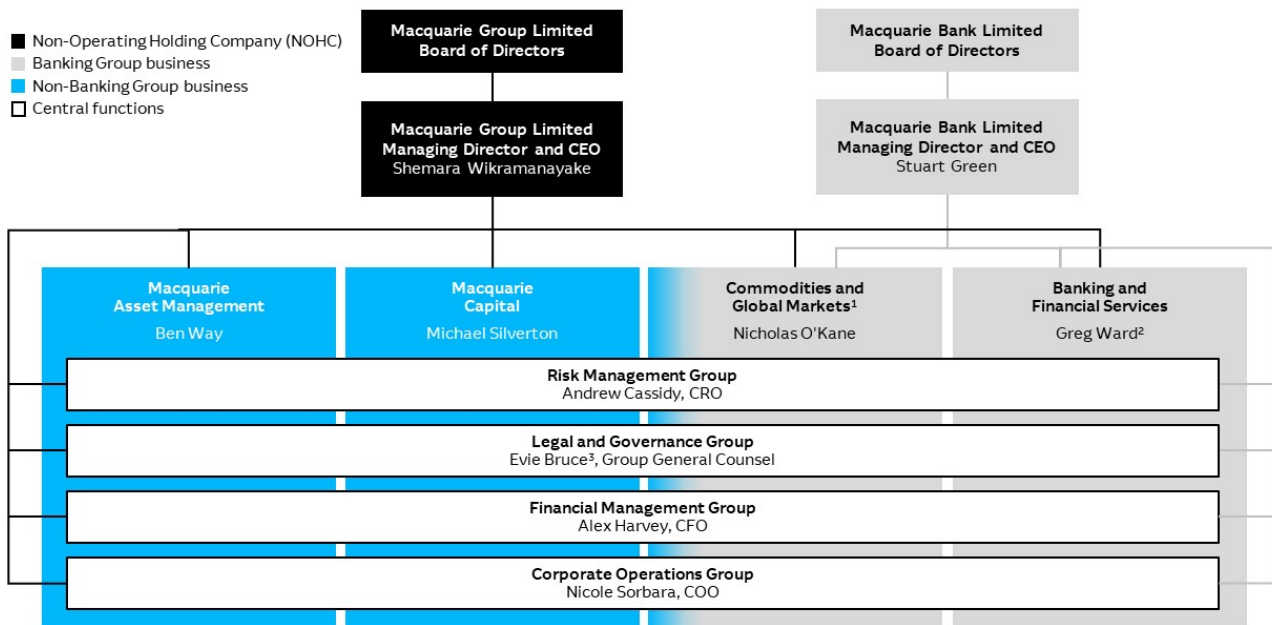 Non-Operating Holding Company (NOHC)
Banking Group business
Non-Banking Group business
Central functions
Macquarie Group Limited
Board of Directors
Macquarie Bank Limited
Board of Directors
Macquarie Group Limited
Managing Director and CEO
Shemara Wikramanayake
Macquarie Bank Limited
Managing Director and CEO
Stuart Green
Macquarie
Asset Management
Ben Way
Macquarie
Capital
Michael Silverton
Commodities and
Global Markets¹
Nicholas O'Kane
Banking and
Financial Services
Greg Ward²
Risk Management Group
Andrew Cassidy, CRO
Legal and Governance Group
Evie Bruce³, Group General Counsel
Financial Management Group
Alex Harvey, CFO
Corporate Operations Group
Nicole Sorbara, COO